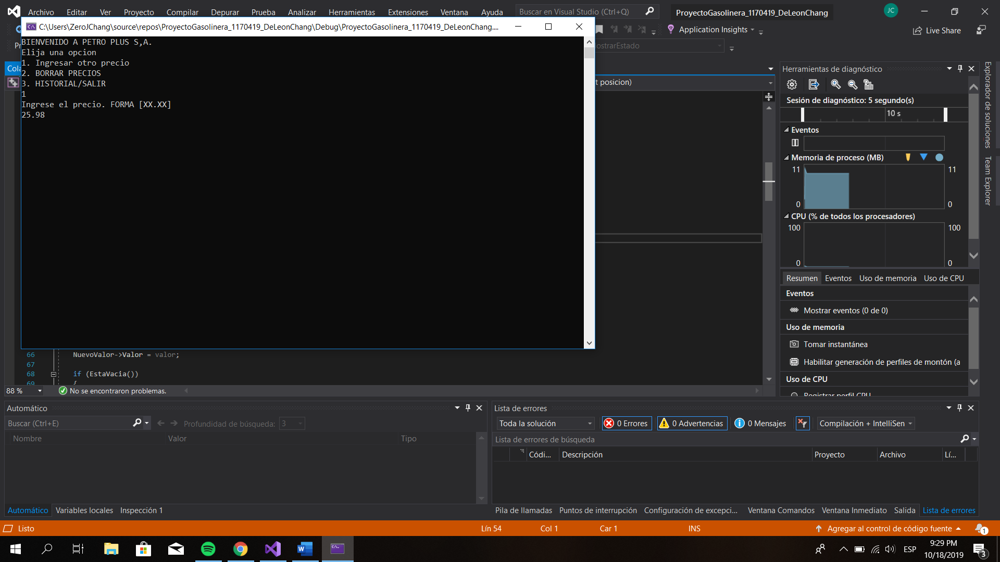 Archivo Editar Ver Proyecto Compilar Depurar Prueba Analizar Herramientas Extensiones Ventana Ayuda Buscar en Visual Studio (Ctrl+Q) ProyectoGasolinera_1170419_DeLeonChang JC
C:\Users\ZeroJChang\source\repos\ProyectoGasolinera_1170419_DeLeonChang\Debug\ProyectoGasolinera_1170419_DeLeonChang....
Application Insights Live Share
BIENVENIDO A PETRO PLUS S,A.
Elija una opcion
1. Ingresar otro precio
2. BORRAR PRECIOS
3. HISTORIAL/SALIR
1
Ingrese el precio. FORMA [XX.XX]
25.98
Pr
ostrarEstado
Cola
t posicion)
66 NuevoValor->Valor = valor;
67
68 if (EstaVacia())
69 {
88 % No se encontraron problemas.
Herramientas de diagnóstico
Sesión de diagnóstico: 5 segundo(s)
10 s
Eventos
Memoria de proceso (MB)
11 11
0 0
CPU (% de todos los procesadores)
100 100
0 0
Resumen Eventos Uso de memoria Uso de CPU
Eventos
Mostrar eventos (0 de 0)
Uso de memoria
Tomar instantánea
Habilitar generación de perfiles de montón (a
Uso de CPU
Registrar perfil CPU
Explorador de soluciones
Team Explorer
Automático
Buscar (Ctrl+E) Profundidad de búsqueda: 3
Nombre Valor Tipo
Automático Variables locales Inspección 1
Lista de errores
Toda la solución 0 Errores 0 Advertencias 0 Mensajes Compilación + IntelliSen
Lista de errores de búsqueda
Códi... Descripción Proyecto Archivo Lí...
Pila de llamadas Puntos de interrupción Configuración de excepci... Ventana Comandos Ventana Inmediato Salida Lista de errores
Listo Lín 54 Col 1 Car 1 INS Agregar al control de código fuente 1
ESP 9:29 PM
10/18/2019 3